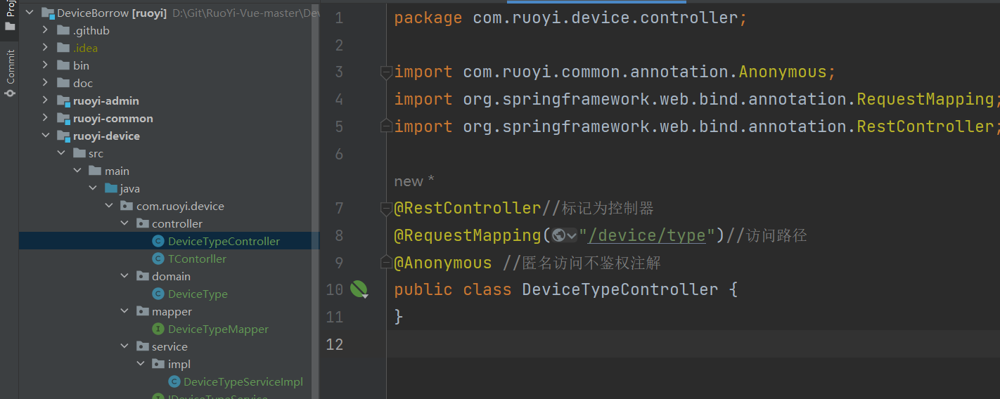 Proj
Commit
DeviceBorrow [ruoyi] D:\Git\RuoYi-Vue-master\Dev
.github
.idea
bin
doc
ruoyi-admin
ruoyi-common
ruoyi-device
src
main
java
com.ruoyi.device
controller
DeviceTypeController
TContorller
domain
DeviceType
mapper
DeviceTypeMapper
service
impl
DeviceTypeServiceImpl
IDeviceTypeService
1 package com.ruoyi.device.controller;
2
3 import com.ruoyi.common.annotation.Anonymous;
4 import org.springframework.web.bind.annotation.RequestMapping;
5 import org.springframework.web.bind.annotation.RestController;
6
new *
7 @RestController//标记为控制器
8 @RequestMapping("/device/type")//访问路径
9 @Anonymous //匿名访问不鉴权注解
10 public class DeviceTypeController {
11 }
12